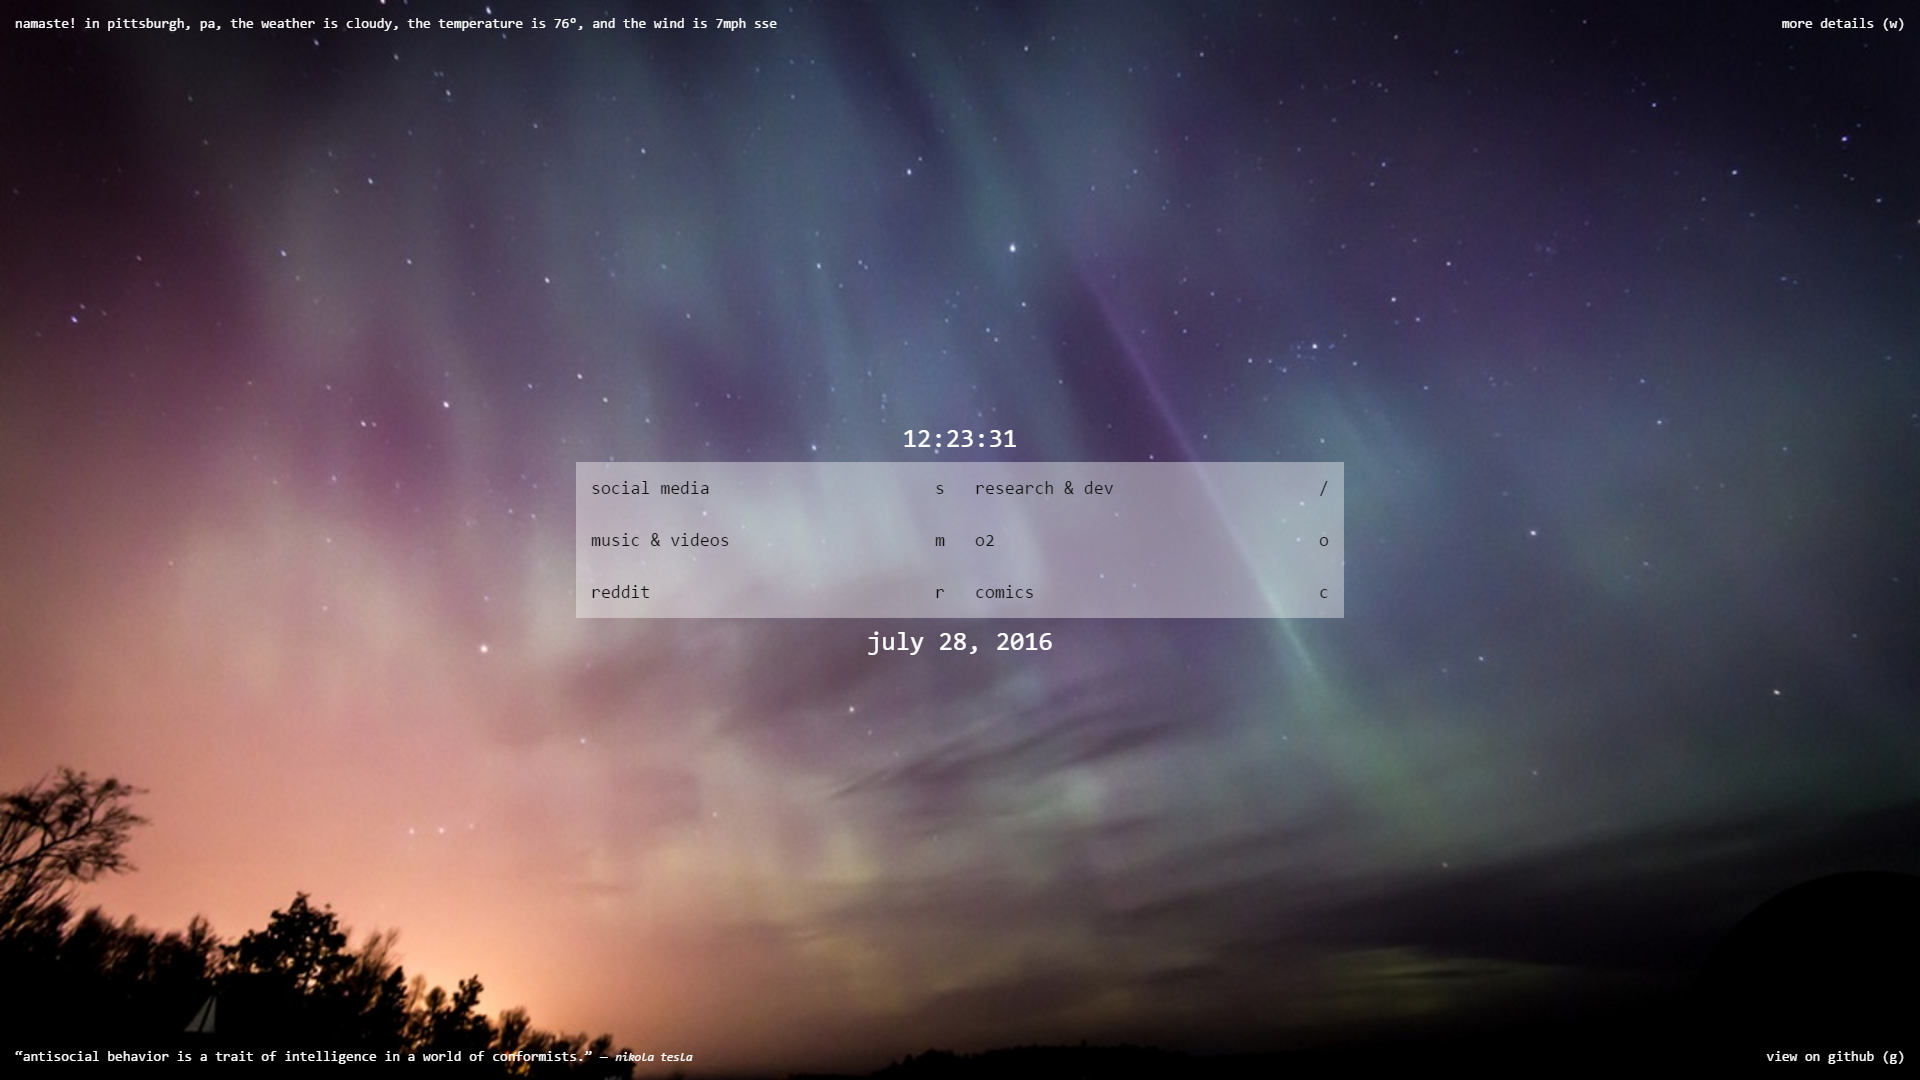 namaste! in pittsburgh, pa, the weather is cloudy, the temperature is 76º, and the wind is 7mph sse
more details (w)
12:23:31
social media s research & dev /
music & videos m o2 o
reddit r comics c
july 28, 2016
“antisocial behavior is a trait of intelligence in a world of conformists.” — nikola tesla
view on github (g)